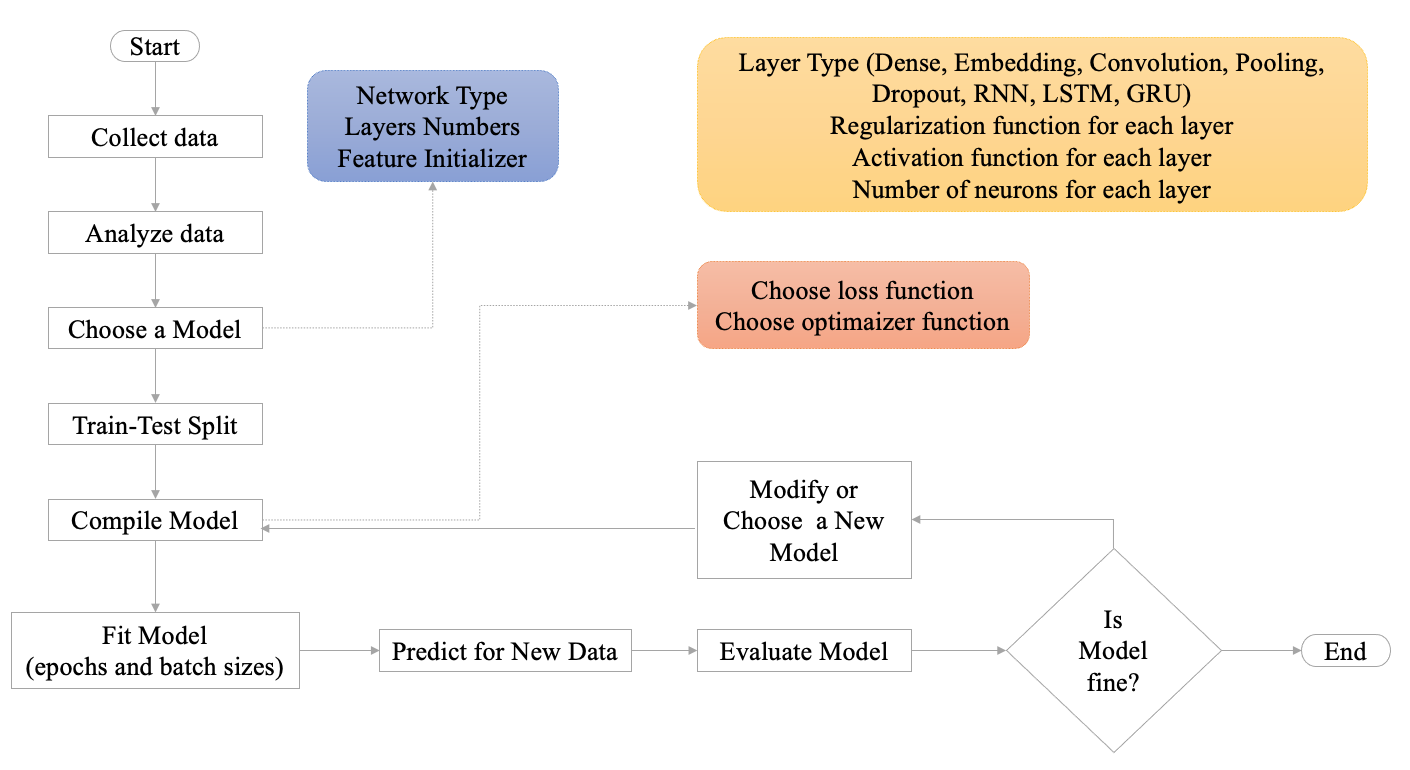 Start
Collect data
Analyze data
Choose a Model
Train-Test Split
Compile Model
Fit Model
(epochs and batch sizes)
Network Type
Layers Numbers
Feature Initializer
Layer Type (Dense, Embedding, Convolution, Pooling,
Dropout, RNN, LSTM, GRU)
Regularization function for each layer
Activation function for each layer
Number of neurons for each layer
Choose loss function
Choose optimaizer function
Modify or
Choose a New
Model
Predict for New Data
Evaluate Model
Is
Model
fine?
End